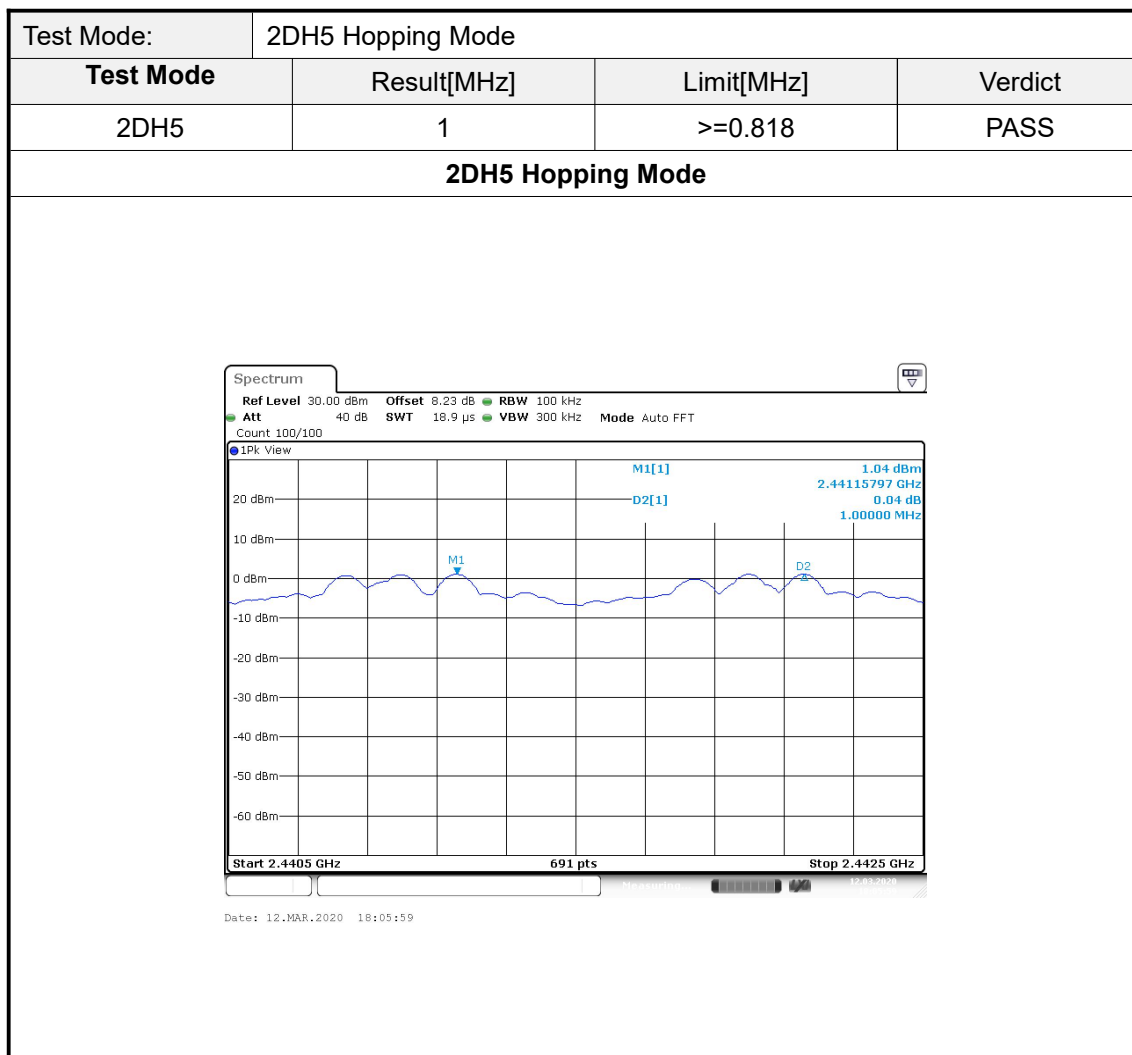 Test Mode: 2DH5 Hopping Mode
Test Mode Result[MHz] Limit[MHz] Verdict
2DH5 1 >=0.818 PASS
2DH5 Hopping Mode
Spectrum
Ref Level 30.00 dBm Offset 8.23 dB RBW 100 kHz
Att 40 dB SWT 18.9 µs VBW 300 kHz Mode Auto FFT
Count 100/100
1Pk View
M1[1] 1.04 dBm
2.44115797 GHz
20 dBm D2[1] 0.04 dB
1.00000 MHz
10 dBm
M1
D2
0 dBm
-10 dBm
-20 dBm
-30 dBm
-40 dBm
-50 dBm
-60 dBm
Start 2.4405 GHz 691 pts Stop 2.4425 GHz
Measuring 12.03.2020
Date: 12.MAR.2020 18:05:59